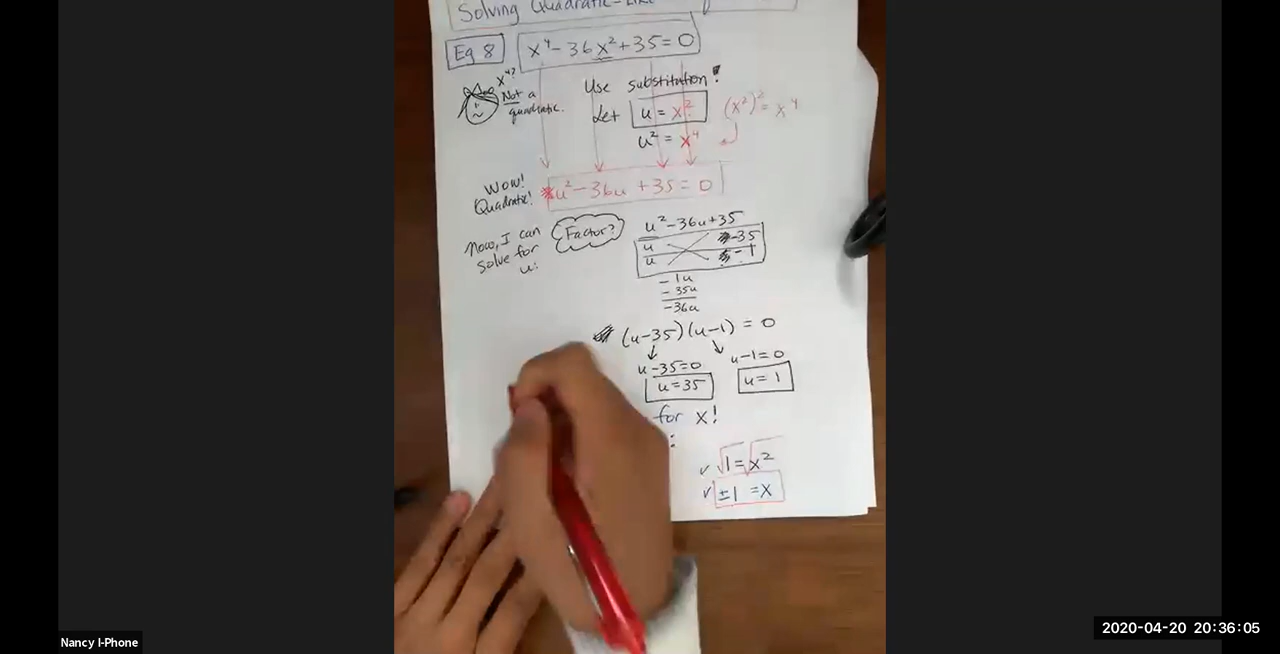 Solving Quadratic-Like
Eg 8
x⁴ - 36x² + 35 = 0
x⁴?
Not a
quadratic.
Use substitution!
Let u = x²
(x²)² = x⁴
u² = x⁴
Wow!
Quadratic!
u² - 36u + 35 = 0
Now, I can
solve for
u:
Factor?
u² - 36u + 35
u -35
u -1
- 1u
- 35u
-36u
(u-35)(u-1) = 0
u-35=0
u=35
u-1=0
u=1
for x!
:
√1=√x²
±1 = x
Nancy I-Phone
2020-04-20 20:36:05